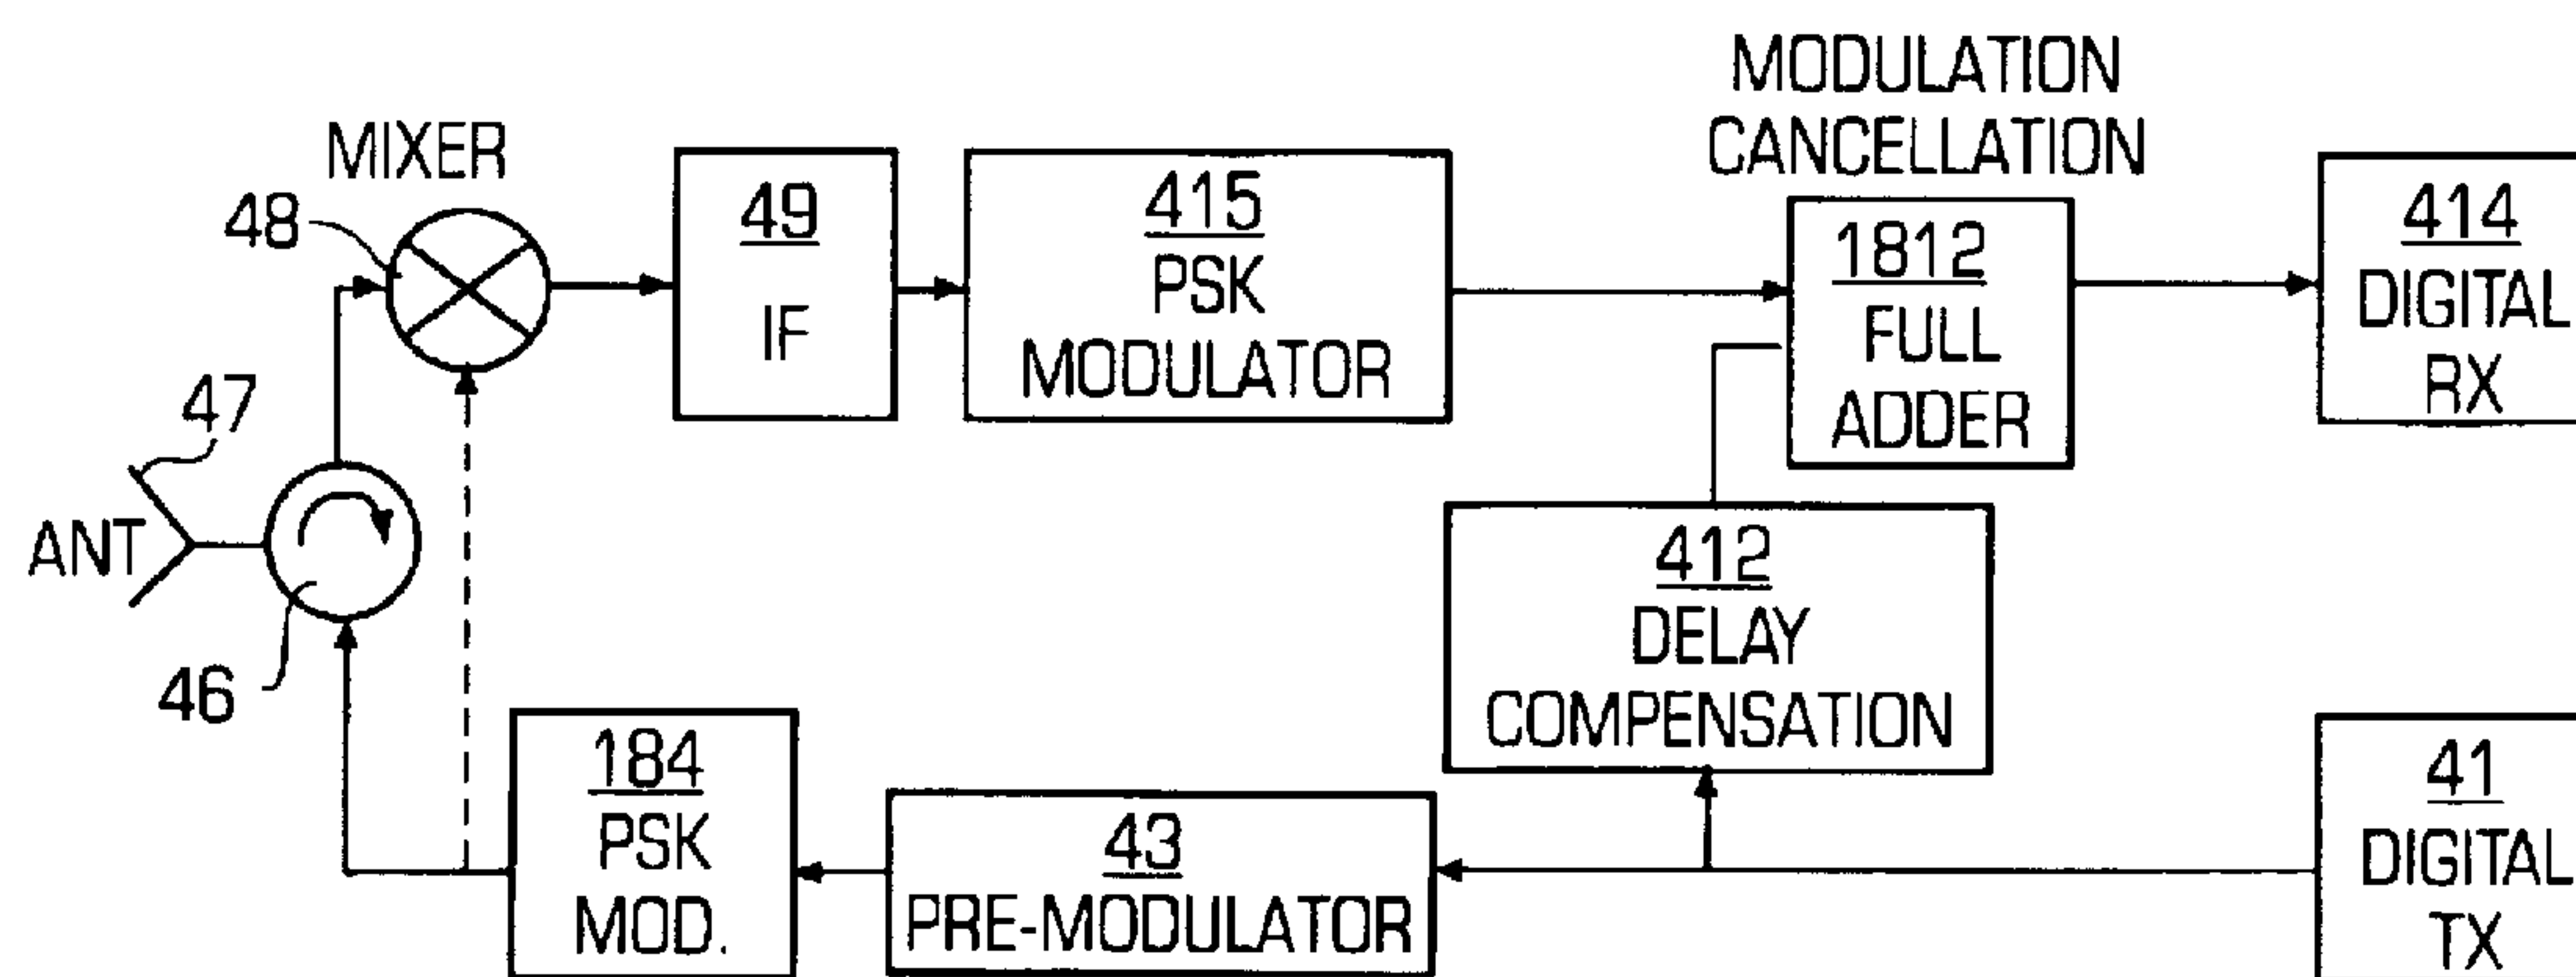 MODULATION
CANCELLATION
MIXER
48
49
IF
415
PSK
MODULATOR
1812
FULL
ADDER
414
DIGITAL
RX
47
ANT
46
412
DELAY
COMPENSATION
184
PSK
MOD.
43
PRE-MODULATOR
41
DIGITAL
TX